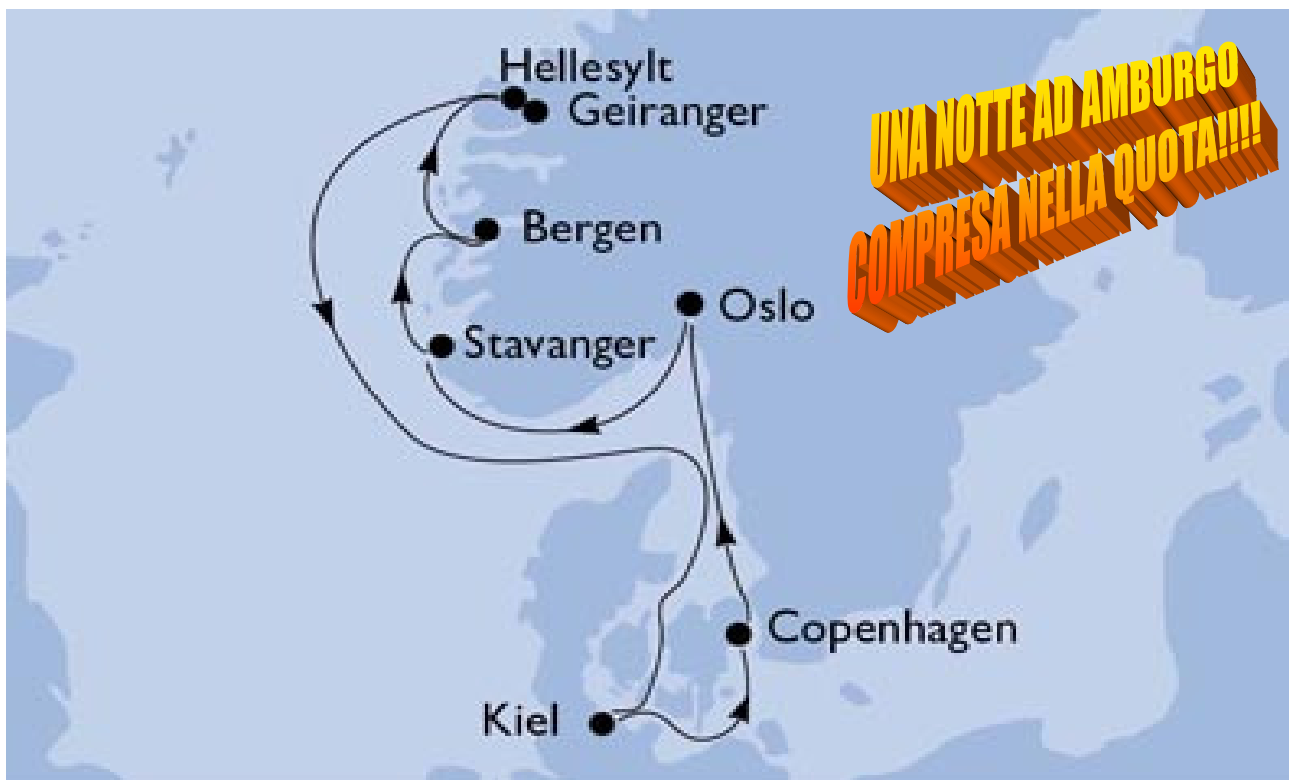 Hellesylt
Geiranger
UNA NOTTE AD AMBURGO
COMPRESA NELLA QUOTA!!!!
Bergen
Oslo
Stavanger
Copenhagen
Kiel